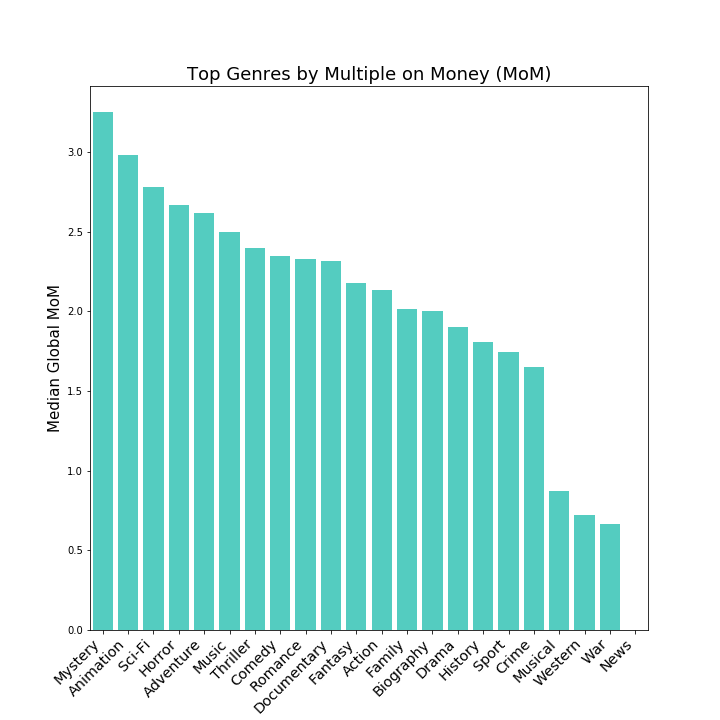 Top Genres by Multiple on Money (MoM)
Median Global MoM
3.0
2.5
2.0
1.5
1.0
0.5
0.0
Mystery
Animation
Sci-Fi
Horror
Adventure
Music
Thriller
Comedy
Romance
Documentary
Fantasy
Action
Family
Biography
Drama
History
Sport
Crime
Musical
Western
War
News